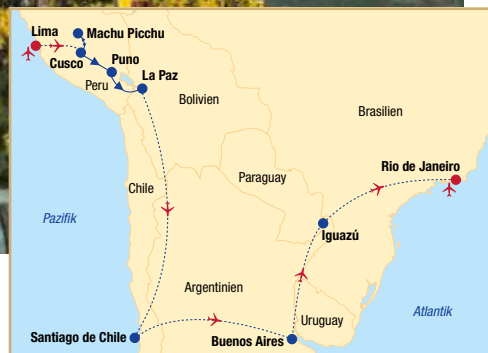 Lima
Machu Picchu
Cusco
Puno
Peru
La Paz
Bolivien
Brasilien
Rio de Janeiro
Paraguay
Chile
Pazifik
Iguazú
Argentinien
Atlantik
Uruguay
Santiago de Chile
Buenos Aires